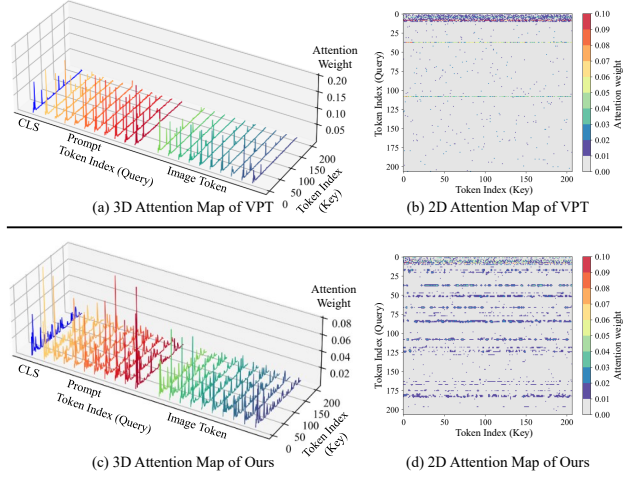 Attention
Weight
0.20
0.15
0.10
0.05
CLS
Prompt
Token Index (Query)
Image Token
0
50
100
150
200
Token Index
(Key)
(a) 3D Attention Map of VPT
0
25
50
75
100
125
150
175
200
Token Index (Query)
0
50
100
150
200
Token Index (Key)
0.10
0.09
0.08
0.07
0.06
0.05
0.04
0.03
0.02
0.01
0.00
Attention weight
(b) 2D Attention Map of VPT
Attention
Weight
0.08
0.06
0.04
0.02
CLS
Prompt
Token Index (Query)
Image Token
0
50
100
150
200
Token Index
(Key)
(c) 3D Attention Map of Ours
0
25
50
75
100
125
150
175
200
Token Index (Query)
0
50
100
150
200
Token Index (Key)
0.10
0.09
0.08
0.07
0.06
0.05
0.04
0.03
0.02
0.01
0.00
Attention weight
(d) 2D Attention Map of Ours